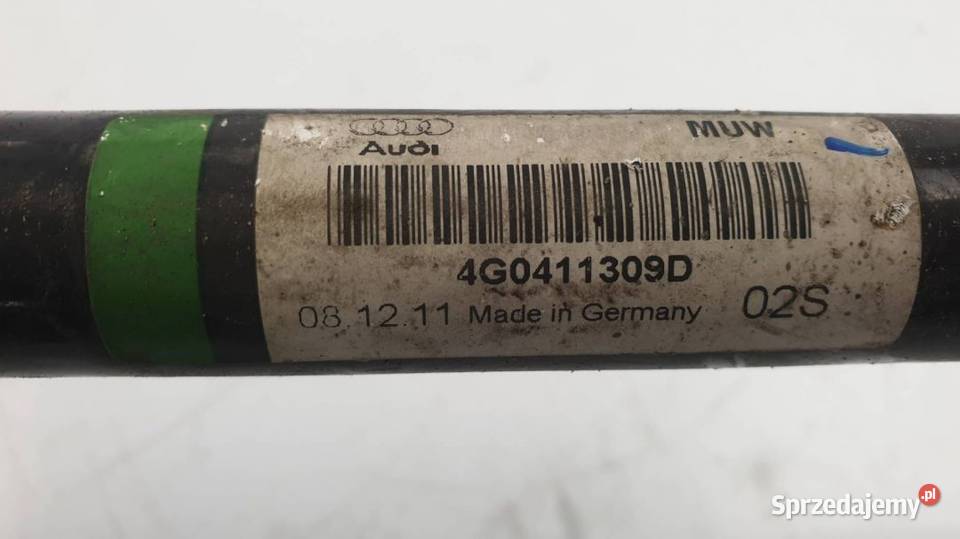 Audi
MUW
4G0411309D
08.12.11 Made in Germany 02S
Sprzedajemy.pl